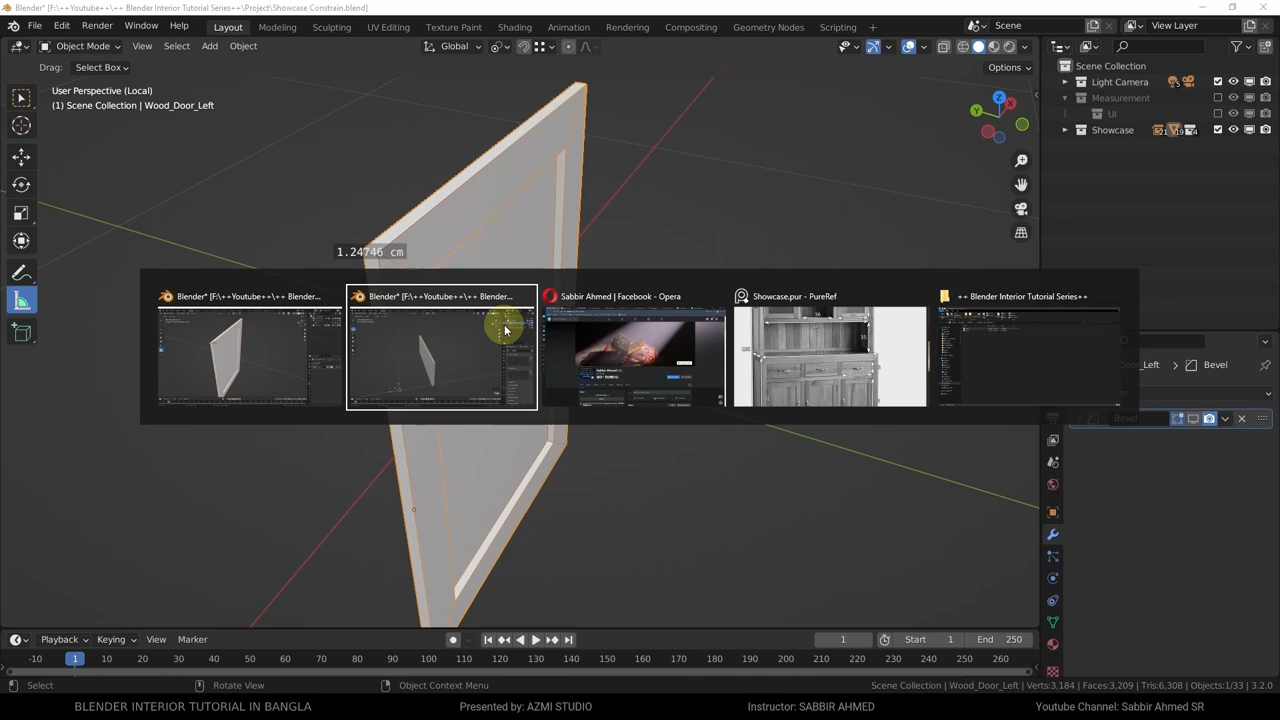 Blender* [F:\++Youtube++\++ Blender Interior Tutorial Series++\Project\Showcase Constrain.blend]
File Edit Render Window Help Layout Modeling Sculpting UV Editing Texture Paint Shading Animation Rendering Compositing Geometry Nodes Scripting + Scene View Layer
Object Mode View Select Add Object Global
Drag: Select Box Options
User Perspective (Local)
(1) Scene Collection | Wood_Door_Left
Scene Collection
Light Camera 5
Measurement
UI
Showcase
Z
Y
X
1.24746 cm
Blender* [F:\++Youtube++\++ Blender...
Blender* [F:\++Youtube++\++ Blender...
Sabbir Ahmed | Facebook - Opera
Showcase.pur - PureRef
++ Blender Interior Tutorial Series++
36
35
Bevel
Bevel
Playback Keying View Marker 1 Start 1 End 250
-10 1 10 20 30 40 50 60 70 80 90 100 110 120 130 140 150 160 170 180 190 200 210 220 230 240 250 260
Select Rotate View Object Context Menu Scene Collection | Wood_Door_Left | Verts:3,184 | Faces:3,209 | Tris:6,308 | Objects:1/33 | 3.2.0
BLENDER INTERIOR TUTORIAL IN BANGLA Presented by: AZMI STUDIO Instructor: SABBIR AHMED Youtube Channel: Sabbir Ahmed SR